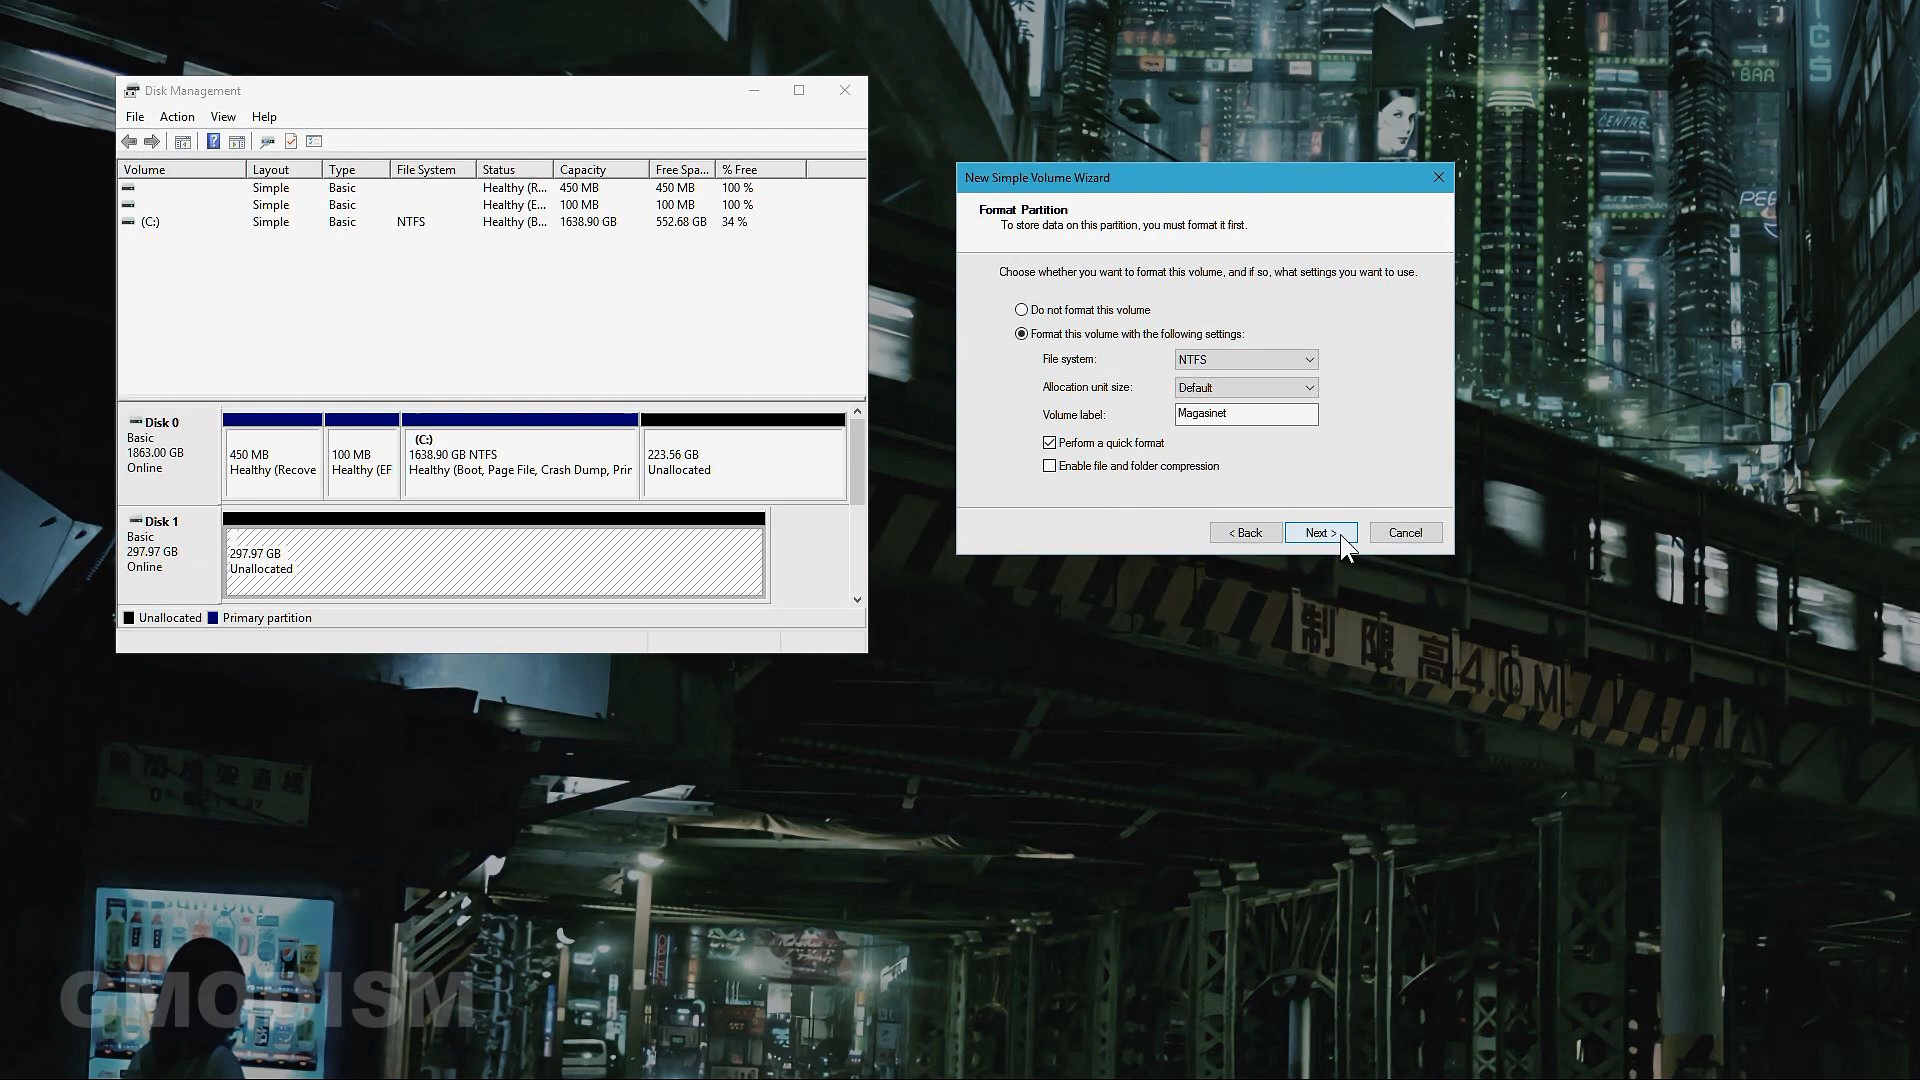 Disk Management
File Action View Help
Volume Layout Type File System Status Capacity Free Spa... % Free
Simple Basic Healthy (R... 450 MB 450 MB 100 %
Simple Basic Healthy (E... 100 MB 100 MB 100 %
(C:) Simple Basic NTFS Healthy (B... 1638.90 GB 552.68 GB 34 %
Disk 0
Basic
1863.00 GB
Online
450 MB
Healthy (Recove
100 MB
Healthy (EF
(C:)
1638.90 GB NTFS
Healthy (Boot, Page File, Crash Dump, Prir
223.56 GB
Unallocated
Disk 1
Basic
297.97 GB
Online
297.97 GB
Unallocated
Unallocated Primary partition
New Simple Volume Wizard
Format Partition
To store data on this partition, you must format it first.
Choose whether you want to format this volume, and if so, what settings you want to use.
Do not format this volume
Format this volume with the following settings:
File system: NTFS
Allocation unit size: Default
Volume label: Magasinet
Perform a quick format
Enable file and folder compression
< Back Next > Cancel
BAR
CENTRE
制限高4.0M
GMODISM